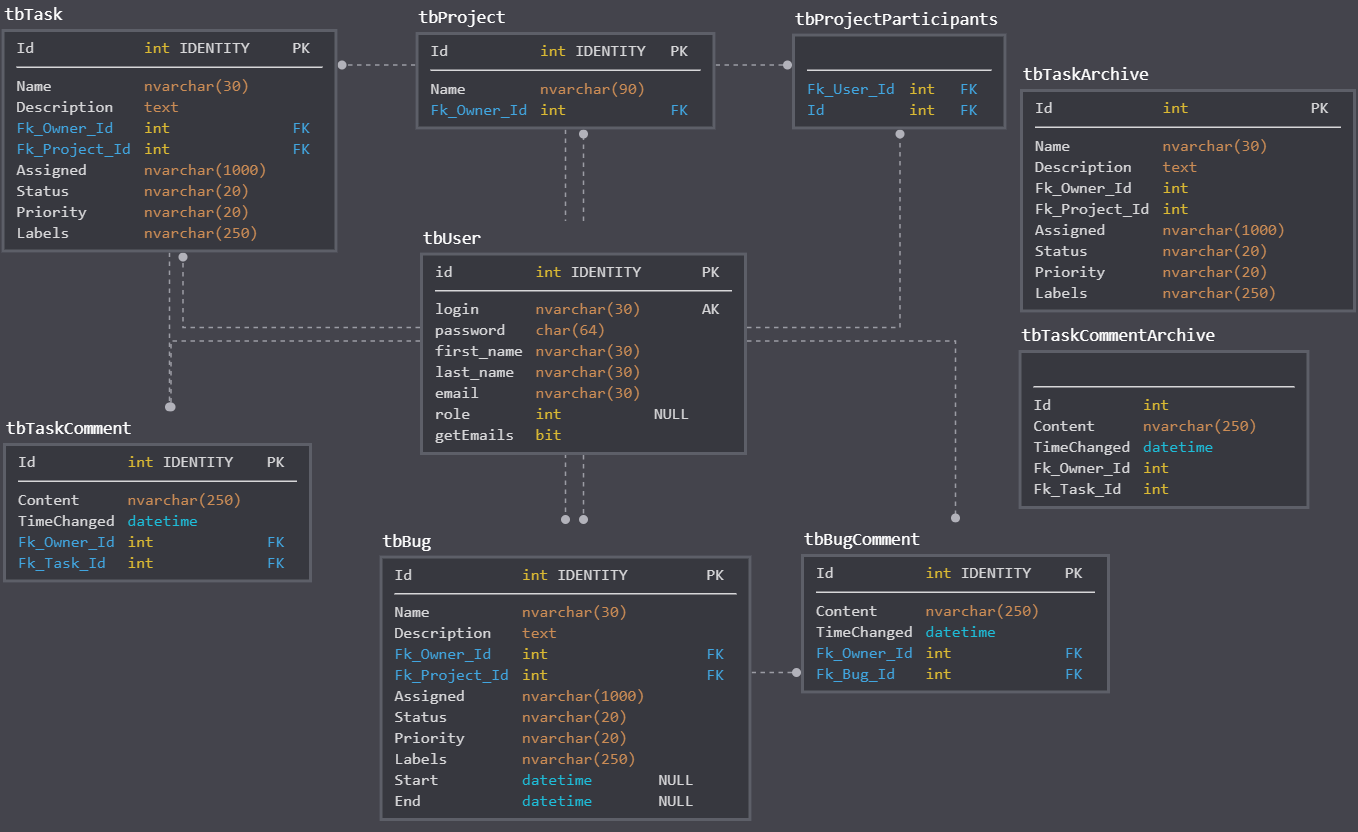 tbTask
Id int IDENTITY PK
Name nvarchar(30)
Description text
Fk_Owner_Id int FK
Fk_Project_Id int FK
Assigned nvarchar(1000)
Status nvarchar(20)
Priority nvarchar(20)
Labels nvarchar(250)
tbProject
Id int IDENTITY PK
Name nvarchar(90)
Fk_Owner_Id int FK
tbProjectParticipants
Fk_User_Id int FK
Id int FK
tbTaskArchive
Id int PK
Name nvarchar(30)
Description text
Fk_Owner_Id int
Fk_Project_Id int
Assigned nvarchar(1000)
Status nvarchar(20)
Priority nvarchar(20)
Labels nvarchar(250)
tbUser
id int IDENTITY PK
login nvarchar(30) AK
password char(64)
first_name nvarchar(30)
last_name nvarchar(30)
email nvarchar(30)
role int NULL
getEmails bit
tbTaskCommentArchive
Id int
Content nvarchar(250)
TimeChanged datetime
Fk_Owner_Id int
Fk_Task_Id int
tbTaskComment
Id int IDENTITY PK
Content nvarchar(250)
TimeChanged datetime
Fk_Owner_Id int FK
Fk_Task_Id int FK
tbBug
Id int IDENTITY PK
Name nvarchar(30)
Description text
Fk_Owner_Id int FK
Fk_Project_Id int FK
Assigned nvarchar(1000)
Status nvarchar(20)
Priority nvarchar(20)
Labels nvarchar(250)
Start datetime NULL
End datetime NULL
tbBugComment
Id int IDENTITY PK
Content nvarchar(250)
TimeChanged datetime
Fk_Owner_Id int FK
Fk_Bug_Id int FK